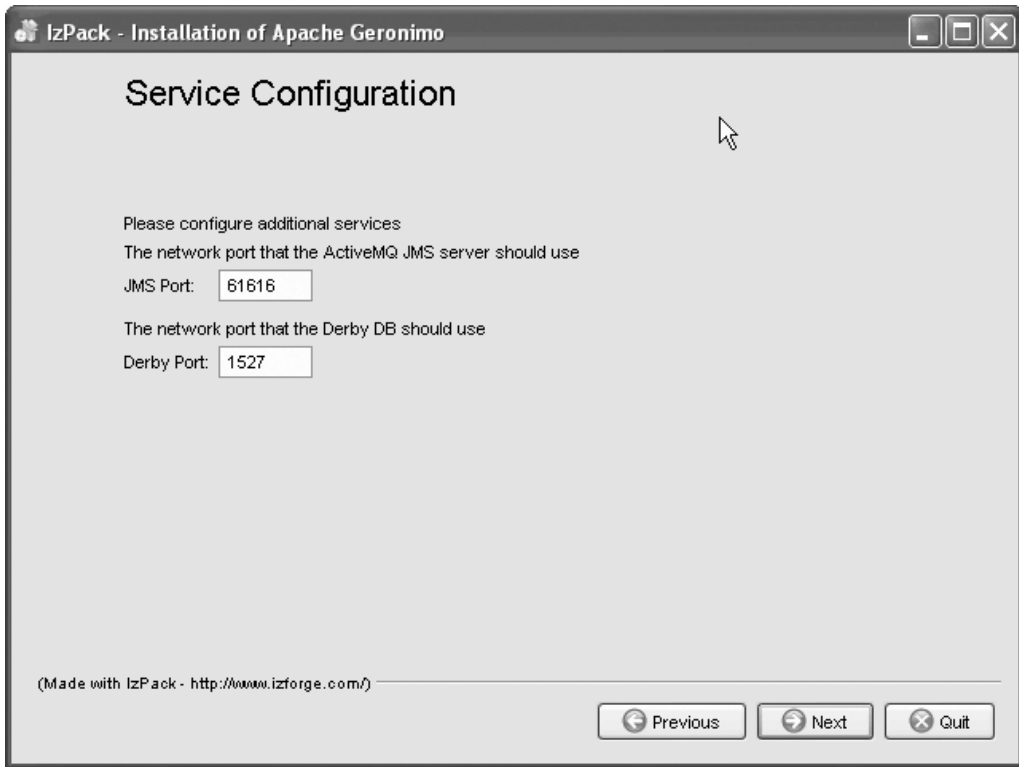 IzPack - Installation of Apache Geronimo
Service Configuration
Please configure additional services
The network port that the ActiveMQ JMS server should use
JMS Port: 61616
The network port that the Derby DB should use
Derby Port: 1527
(Made with IzPack - http://www.izforge.com/)
Previous Next Quit